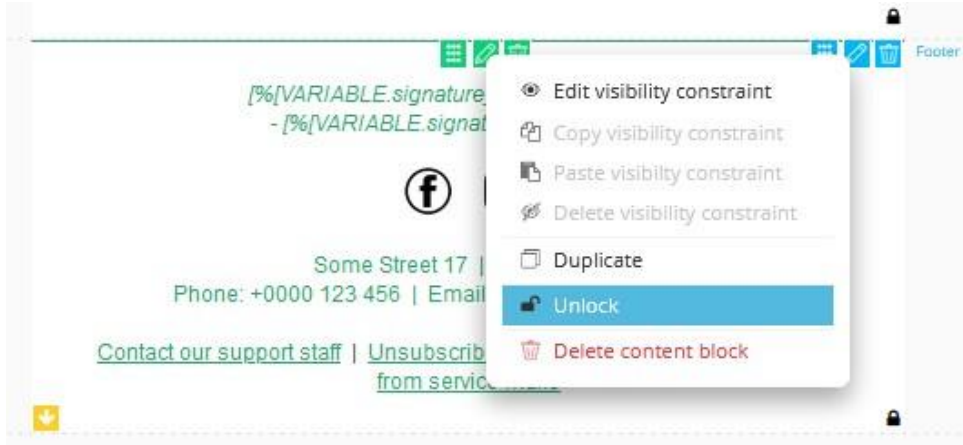 Footer
[%[VARIABLE.signature
- [%[VARIABLE.signat
Edit visibility constraint
Copy visibility constraint
Paste visibilty constraint
Delete visibility constraint
Duplicate
Unlock
Delete content block
f
Some Street 17 |
Phone: +0000 123 456 | Email
Contact our support staff | Unsubscrib
from servic